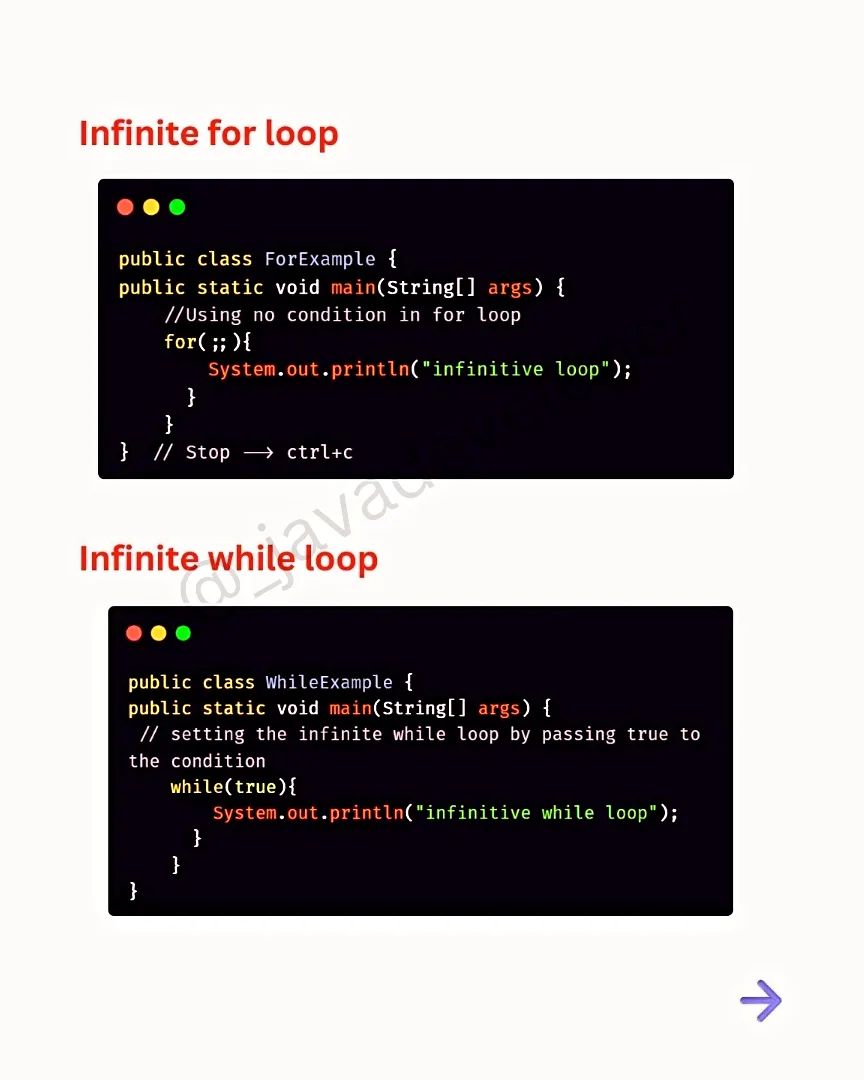 Infinite for loop
public class ForExample {
public static void main(String[] args) {
//Using no condition in for loop
for(;;){
System.out.println("infinitive loop");
}
}
} // Stop --> ctrl+c
@_javad
Infinite while loop
public class WhileExample {
public static void main(String[] args) {
// setting the infinite while loop by passing true to
the condition
while(true){
System.out.println("infinitive while loop");
}
}
}